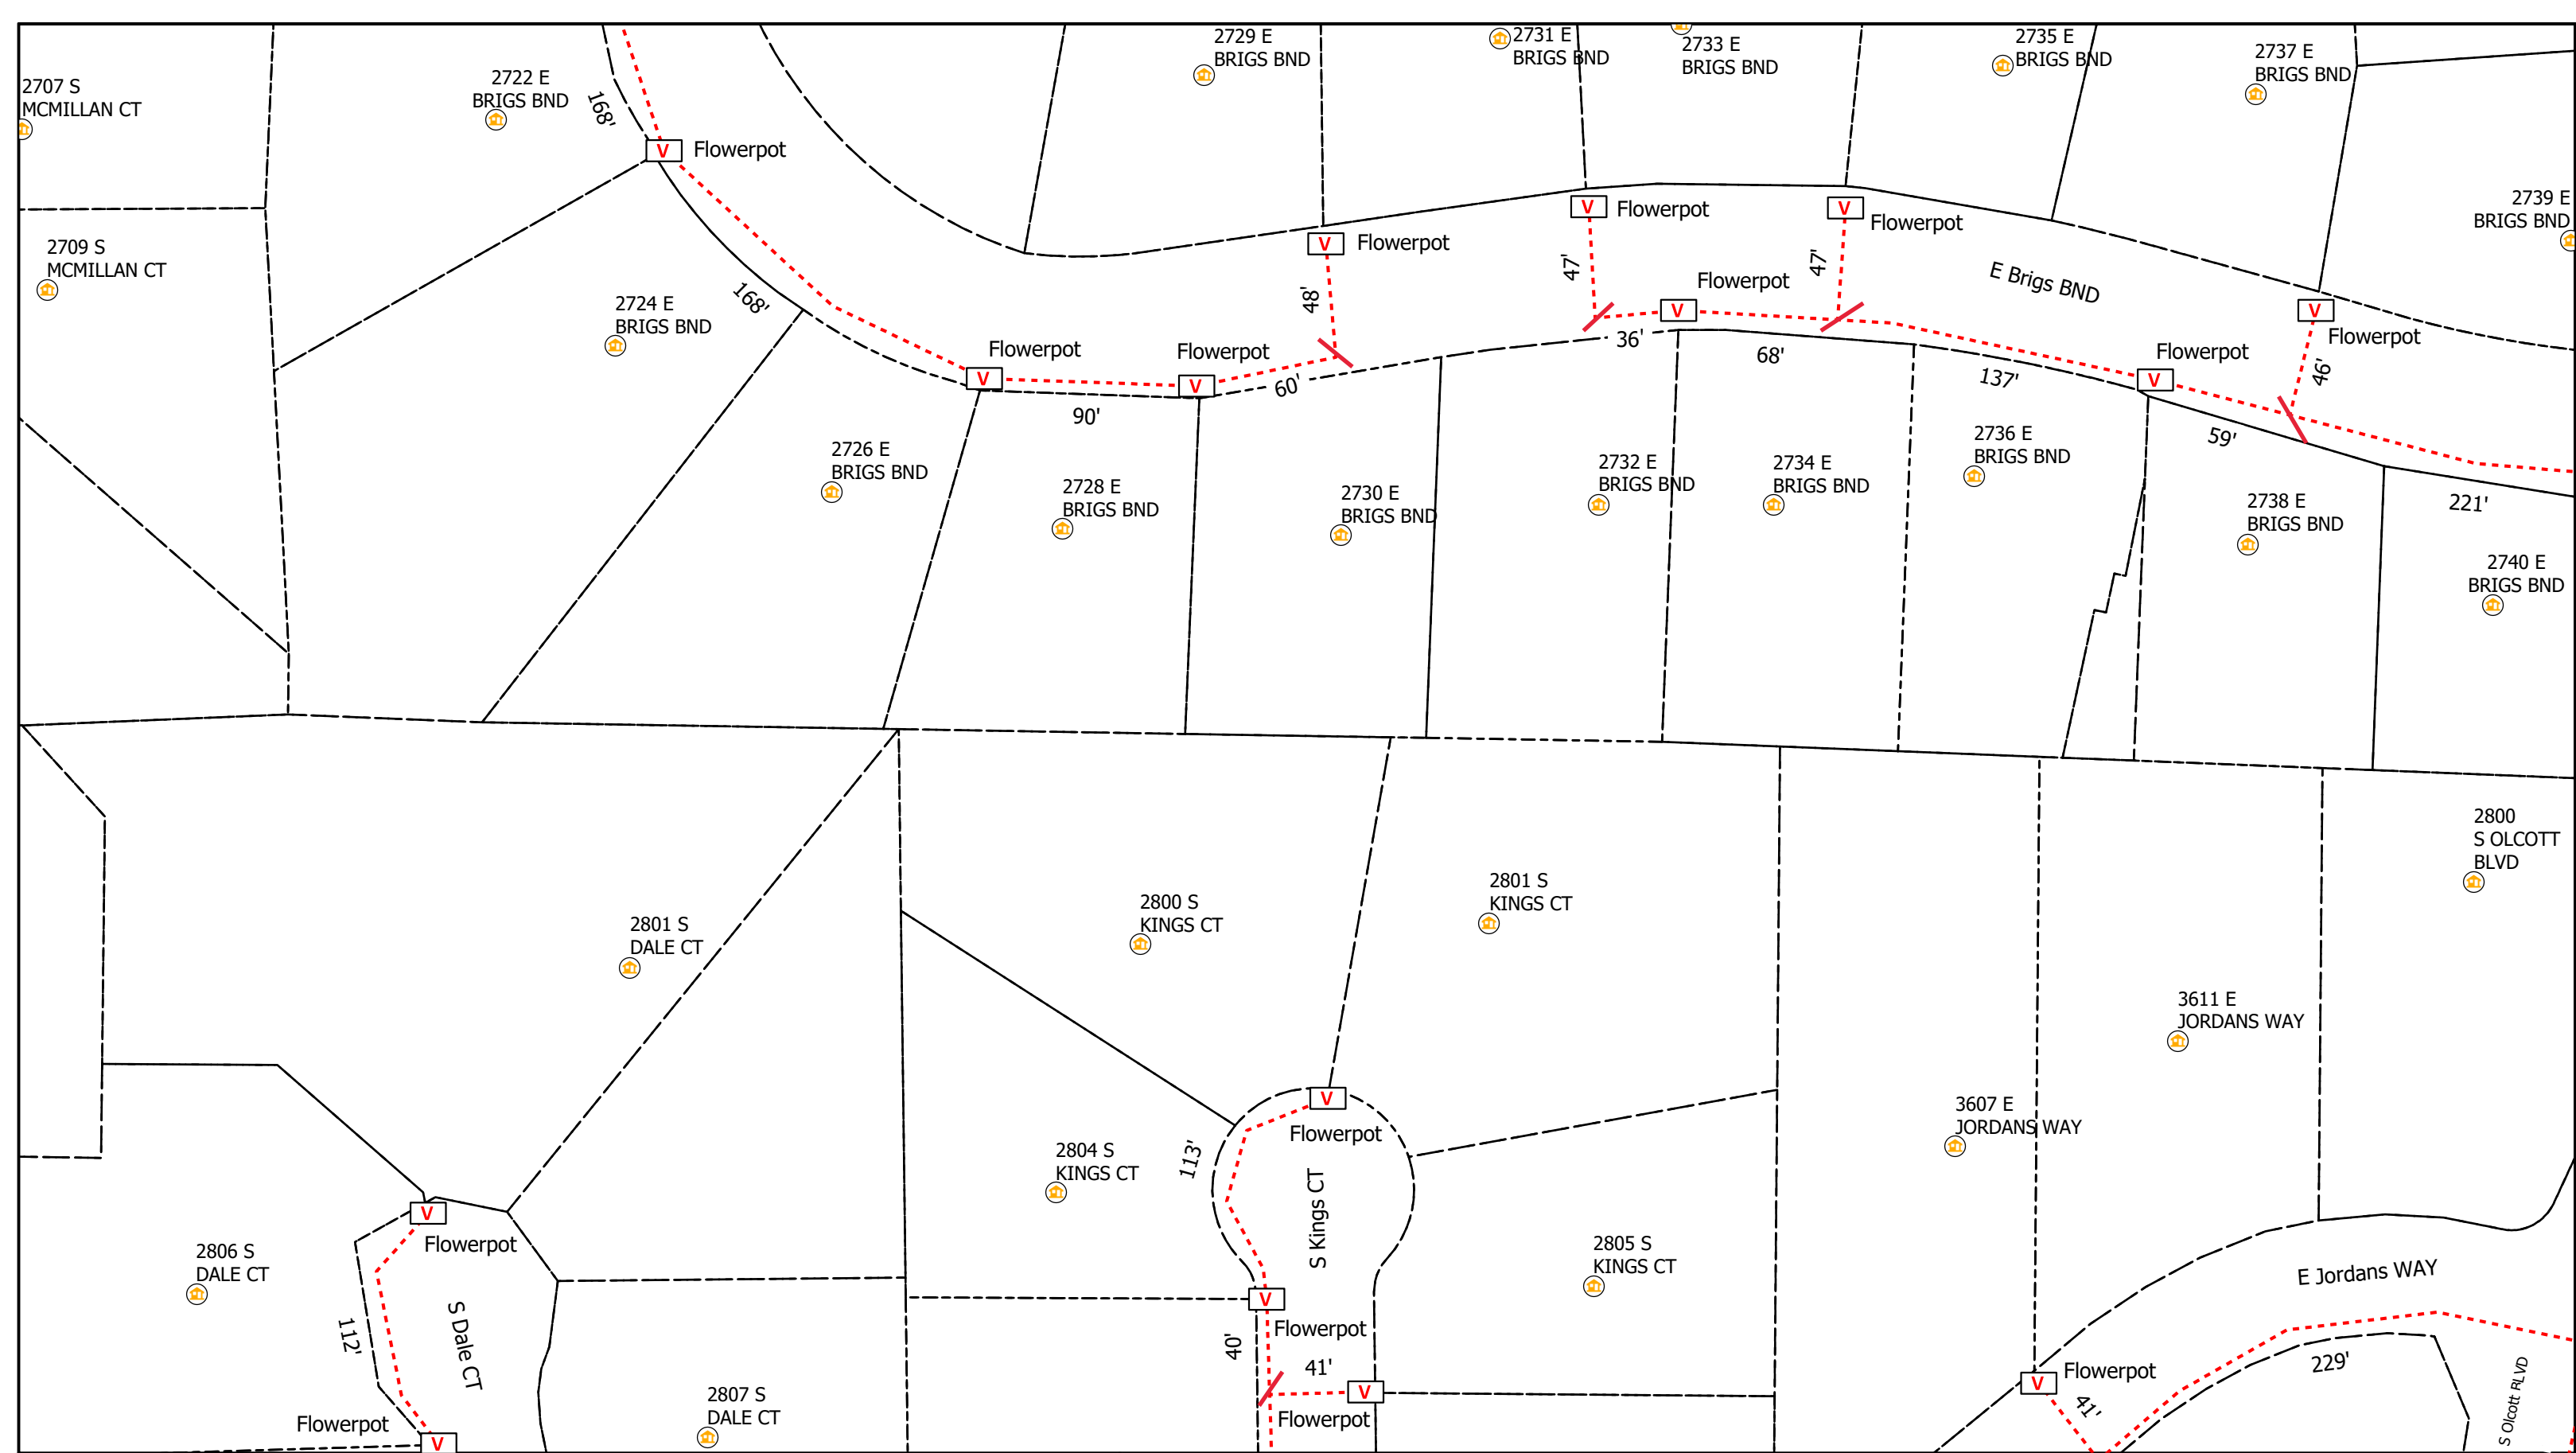 2729 E
BRIGS BND
2731 E
BRIGS BND
2733 E
BRIGS BND
2735 E
BRIGS BND
2737 E
BRIGS BND
2707 S
MCMILLAN CT
2722 E
BRIGS BND
168'
V Flowerpot
2739 E
BRIGS BND
V Flowerpot
V Flowerpot
V Flowerpot
2709 S
MCMILLAN CT
47'
47'
E Brigs BND
2724 E
BRIGS BND
168'
48'
Flowerpot
V
V
Flowerpot
36'
68'
Flowerpot
V
Flowerpot
V
60'
90'
Flowerpot
V
137'
46'
59'
221'
2726 E
BRIGS BND
2728 E
BRIGS BND
2730 E
BRIGS BND
2732 E
BRIGS BND
2734 E
BRIGS BND
2736 E
BRIGS BND
2738 E
BRIGS BND
2740 E
BRIGS BND
2800
S OLCOTT
BLVD
2801 S
DALE CT
2800 S
KINGS CT
2801 S
KINGS CT
3611 E
JORDANS WAY
3607 E
JORDANS WAY
V
Flowerpot
113'
2804 S
KINGS CT
S Kings CT
V
Flowerpot
2806 S
DALE CT
2805 S
KINGS CT
E Jordans WAY
V
Flowerpot
112'
S Dale CT
40'
41'
V
Flowerpot
229'
V Flowerpot
41'
S Olcott RLVD
2807 S
DALE CT
Flowerpot
V